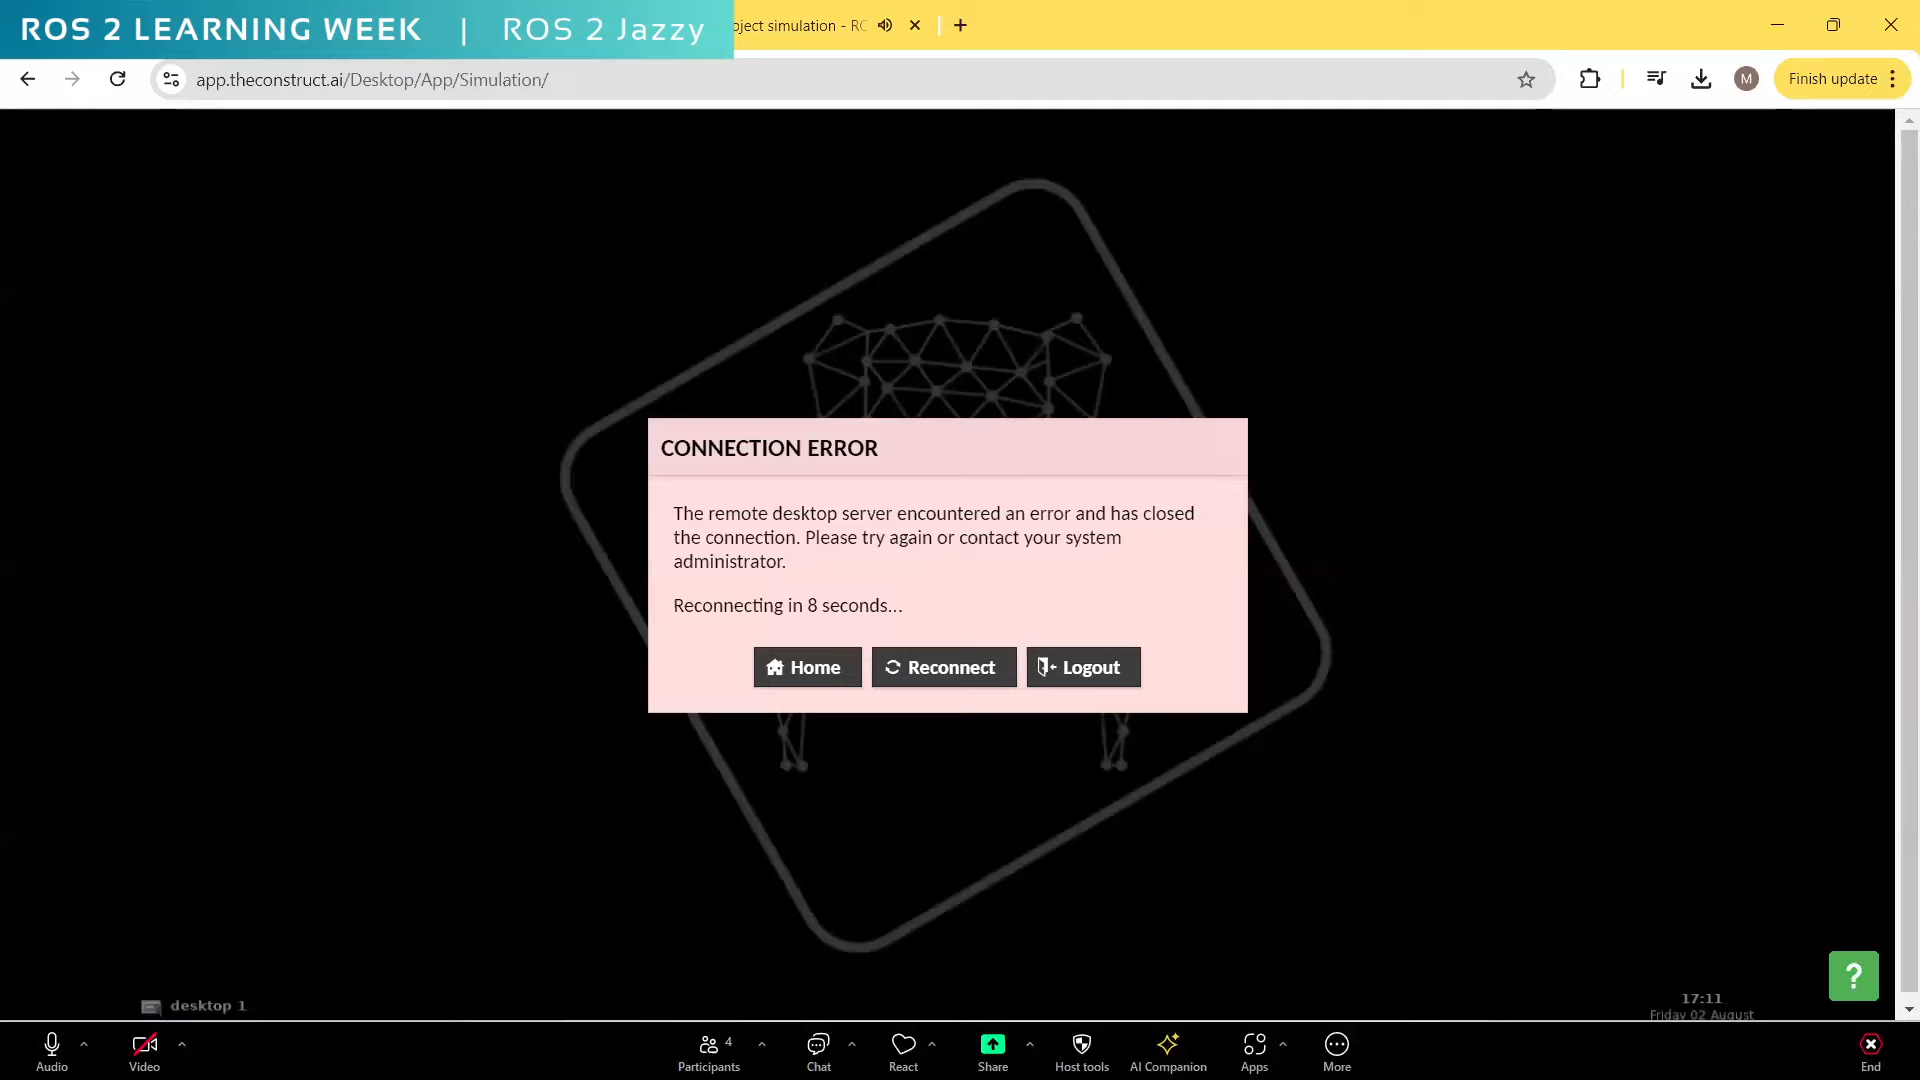 ROS 2 LEARNING WEEK | ROS 2 Jazzy
oject simulation - RC
app.theconstruct.ai/Desktop/App/Simulation/
M
Finish update
CONNECTION ERROR
The remote desktop server encountered an error and has closed
the connection. Please try again or contact your system
administrator.
Reconnecting in 8 seconds...
Home
Reconnect
Logout
?
desktop 1
17:11
Friday 02 August
Audio
Video
Participants
4
Chat
React
Share
Host tools
AI Companion
Apps
More
End